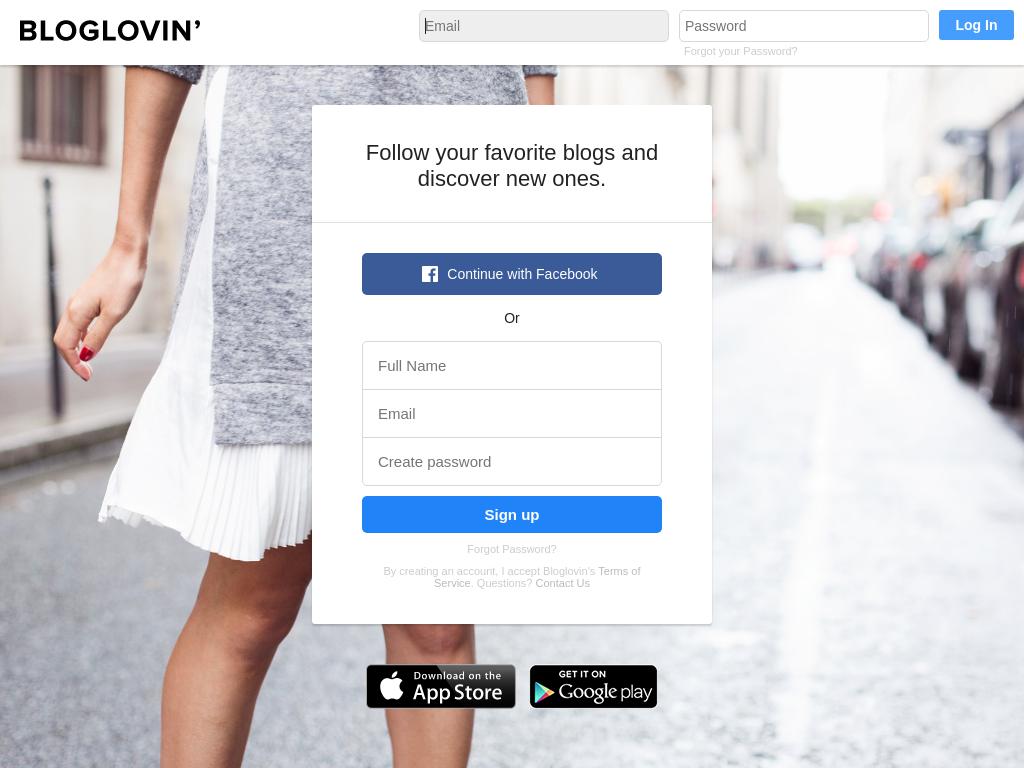 BLOGLOVIN’
Email
Password
Log In
Forgot your Password?
Follow your favorite blogs and
discover new ones.
Continue with Facebook
Or
Full Name
Email
Create password
Sign up
Forgot Password?
By creating an account, I accept Bloglovin's Terms of
Service. Questions? Contact Us
Download on the
App Store
GET IT ON
Google play